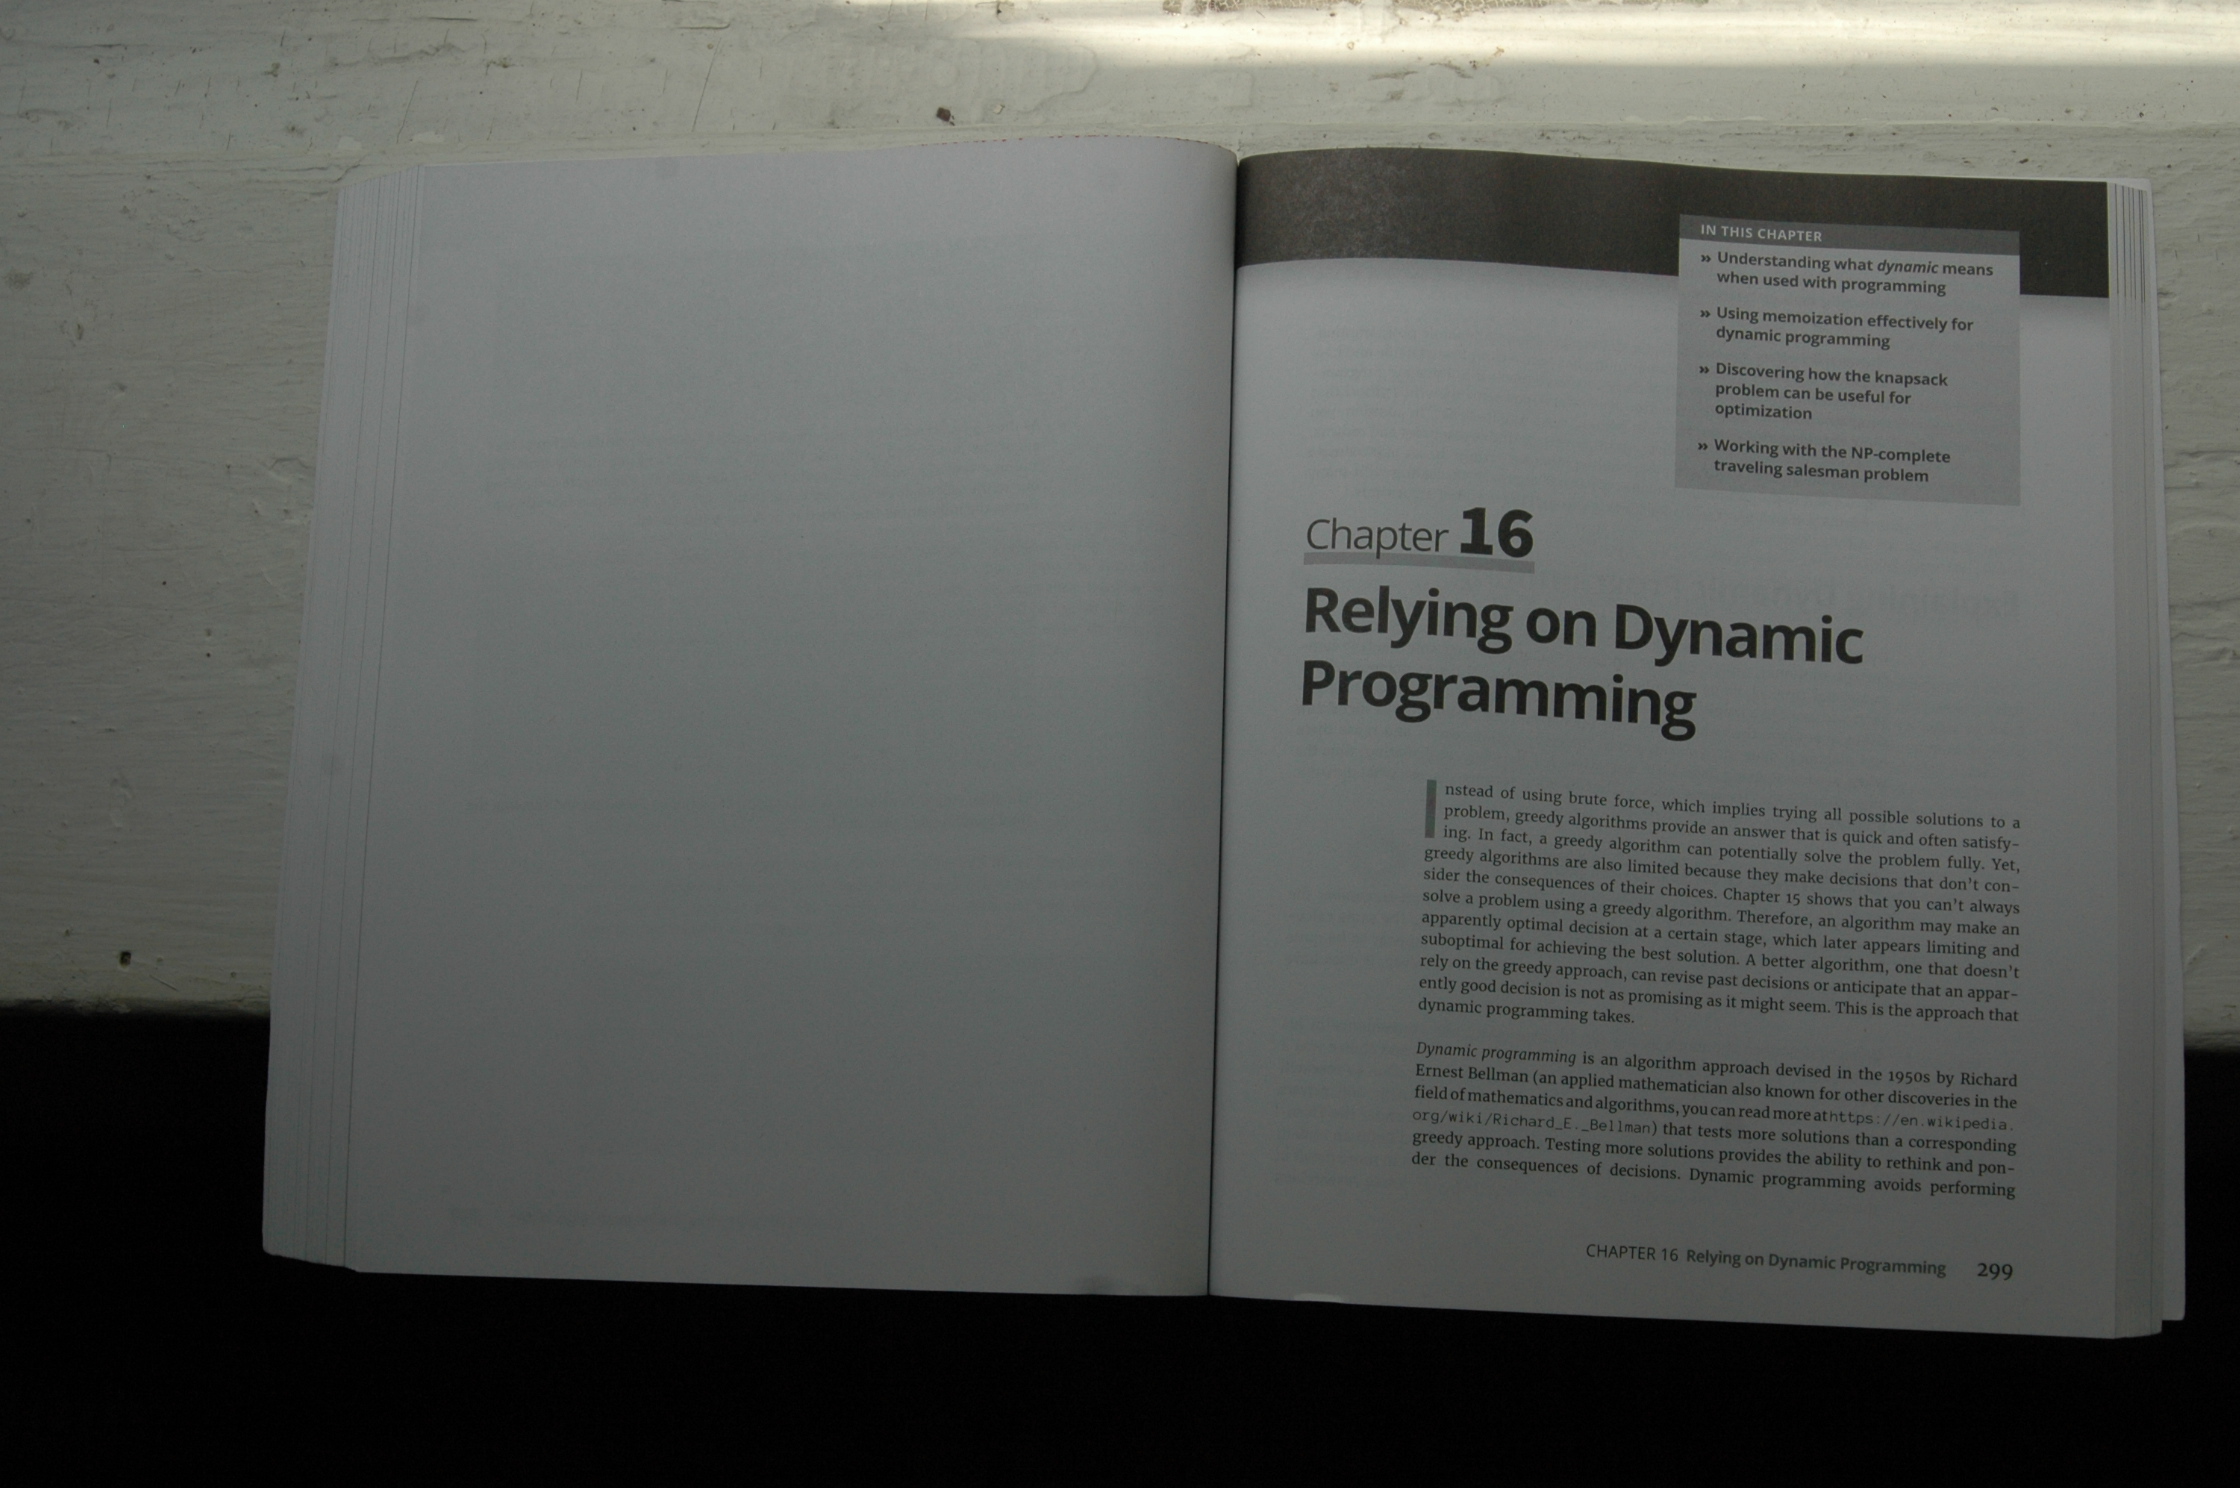 IN THIS CHAPTER
» Understanding what dynamic means
when used with programming
» Using memoization effectively for
dynamic programming
» Discovering how the knapsack
problem can be useful for
optimization
» Working with the NP-complete
traveling salesman problem
Chapter 16
Relying on Dynamic
Programming
Instead of using brute force, which implies trying all possible solutions to a
problem, greedy algorithms provide an answer that is quick and often satisfy-
ing. In fact, a greedy algorithm can potentially solve the problem fully. Yet,
greedy algorithms are also limited because they make decisions that don't con-
sider the consequences of their choices. Chapter 15 shows that you can't always
solve a problem using a greedy algorithm. Therefore, an algorithm may make an
apparently optimal decision at a certain stage, which later appears limiting and
suboptimal for achieving the best solution. A better algorithm, one that doesn't
rely on the greedy approach, can revise past decisions or anticipate that an appar-
ently good decision is not as promising as it might seem. This is the approach that
dynamic programming takes.
Dynamic programming is an algorithm approach devised in the 1950s by Richard
Ernest Bellman (an applied mathematician also known for other discoveries in the
field of mathematics and algorithms, you can read more at https://en.wikipedia.
org/wiki/Richard_E._Bellman) that tests more solutions than a corresponding
greedy approach. Testing more solutions provides the ability to rethink and pon-
der the consequences of decisions. Dynamic programming avoids performing
CHAPTER 16 Relying on Dynamic Programming 299